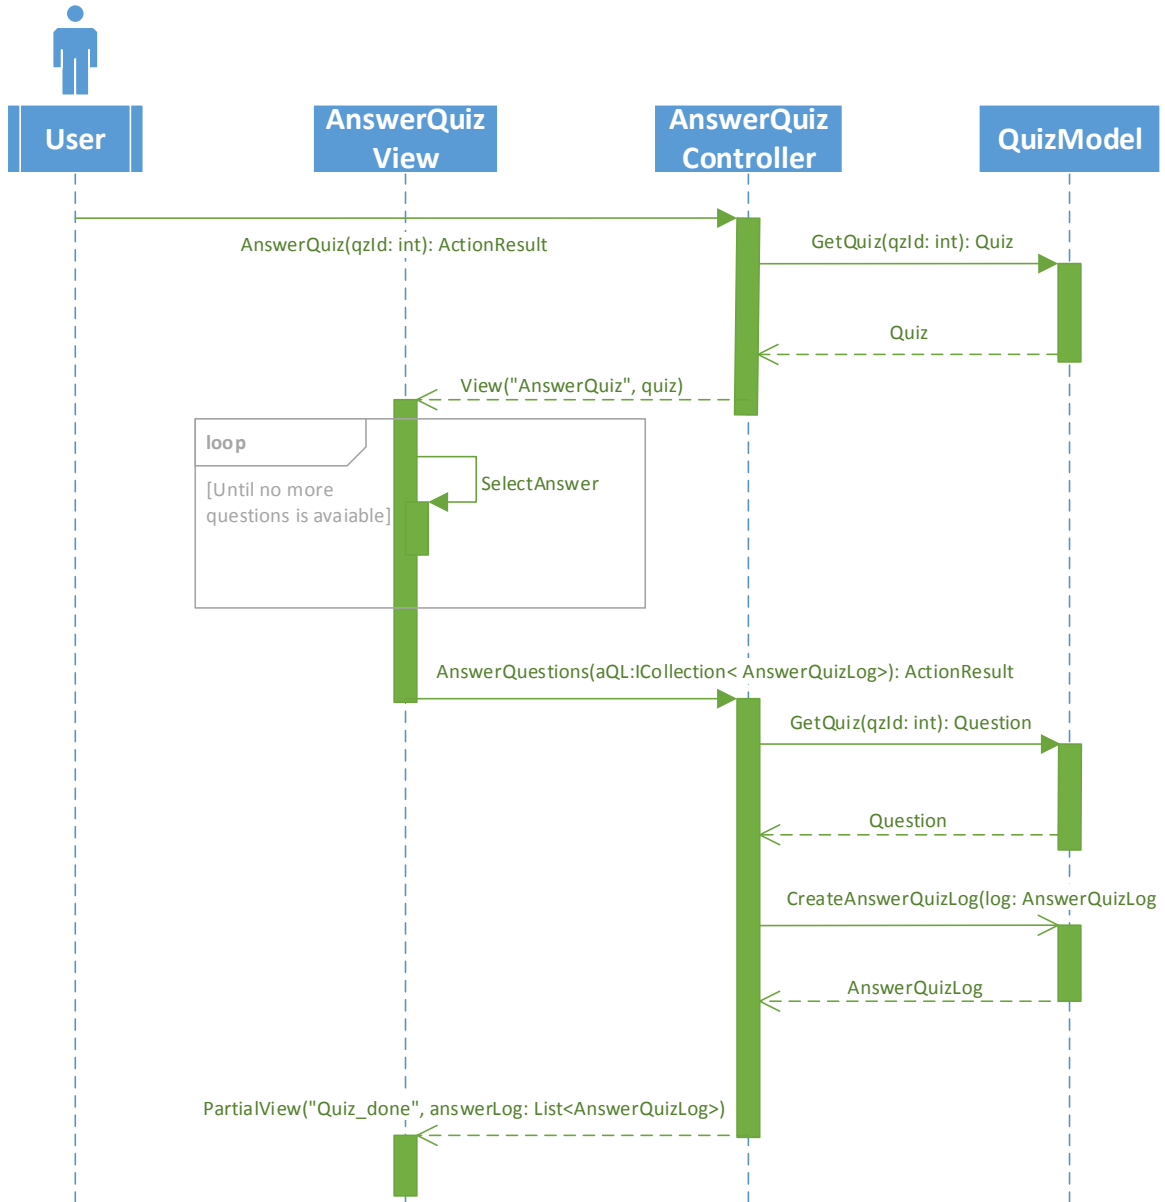 User
AnswerQuiz
View
AnswerQuiz
Controller
QuizModel
AnswerQuiz(qzId: int): ActionResult
GetQuiz(qzId: int): Quiz
Quiz
View("AnswerQuiz", quiz)
loop
[Until no more
questions is avaiable]
SelectAnswer
AnswerQuestions(aQL:ICollection< AnswerQuizLog>): ActionResult
GetQuiz(qzId: int): Question
Question
CreateAnswerQuizLog(log: AnswerQuizLog
AnswerQuizLog
PartialView("Quiz_done", answerLog: List<AnswerQuizLog>)